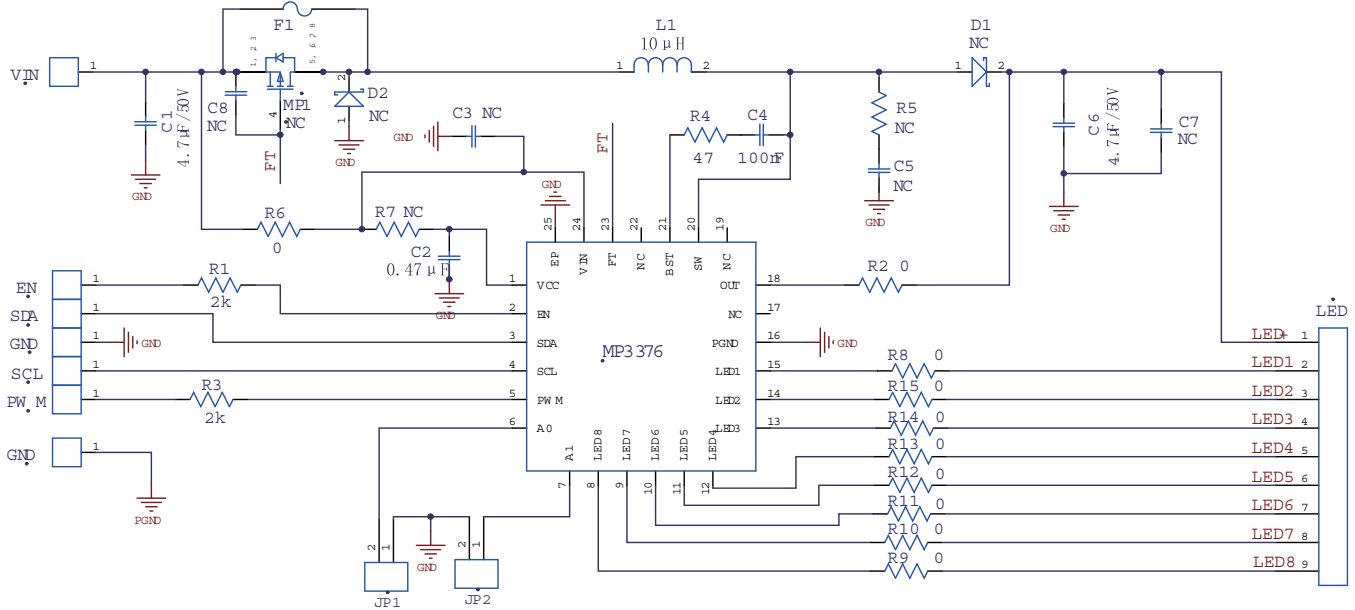 F1
1, 2 3
5, 6 7 8
VIN
1
C1
4.7µF/50V
GND
C8
NC
MP1
NC
4
FT
2
D2
NC
1
GND
C3 NC
GND
L1
10µH
1
2
FT
R4
47
C4
100nF
R5
NC
C5
NC
GND
D1
NC
1
2
C6
4.7µF/50V
GND
C7
NC
R6
0
R7 NC
C2
0.47µF
GND
GND
25
24
23
22
21
20
19
EP
VIN
FT
NC
BST
SW
NC
MP3376
1
VCC
2
EN
3
SDA
4
SCL
5
PWM
6
A0
OUT
18
NC
17
PGND
16
GND
LED1
15
LED2
14
LED3
13
A1
LED8
LED7
LED6
LED5
LED4
7
8
9
10
11
12
R2 0
EN
1
R1
2k
SDA
1
GND
1
GND
SCL
1
PWM
1
R3
2k
GND
1
PGND
2
1
JP1
GND
2
1
JP2
R8 0
R15 0
R14 0
R13 0
R12 0
R11 0
R10 0
R9 0
LED
LED+ 1
LED1 2
LED2 3
LED3 4
LED4 5
LED5 6
LED6 7
LED7 8
LED8 9